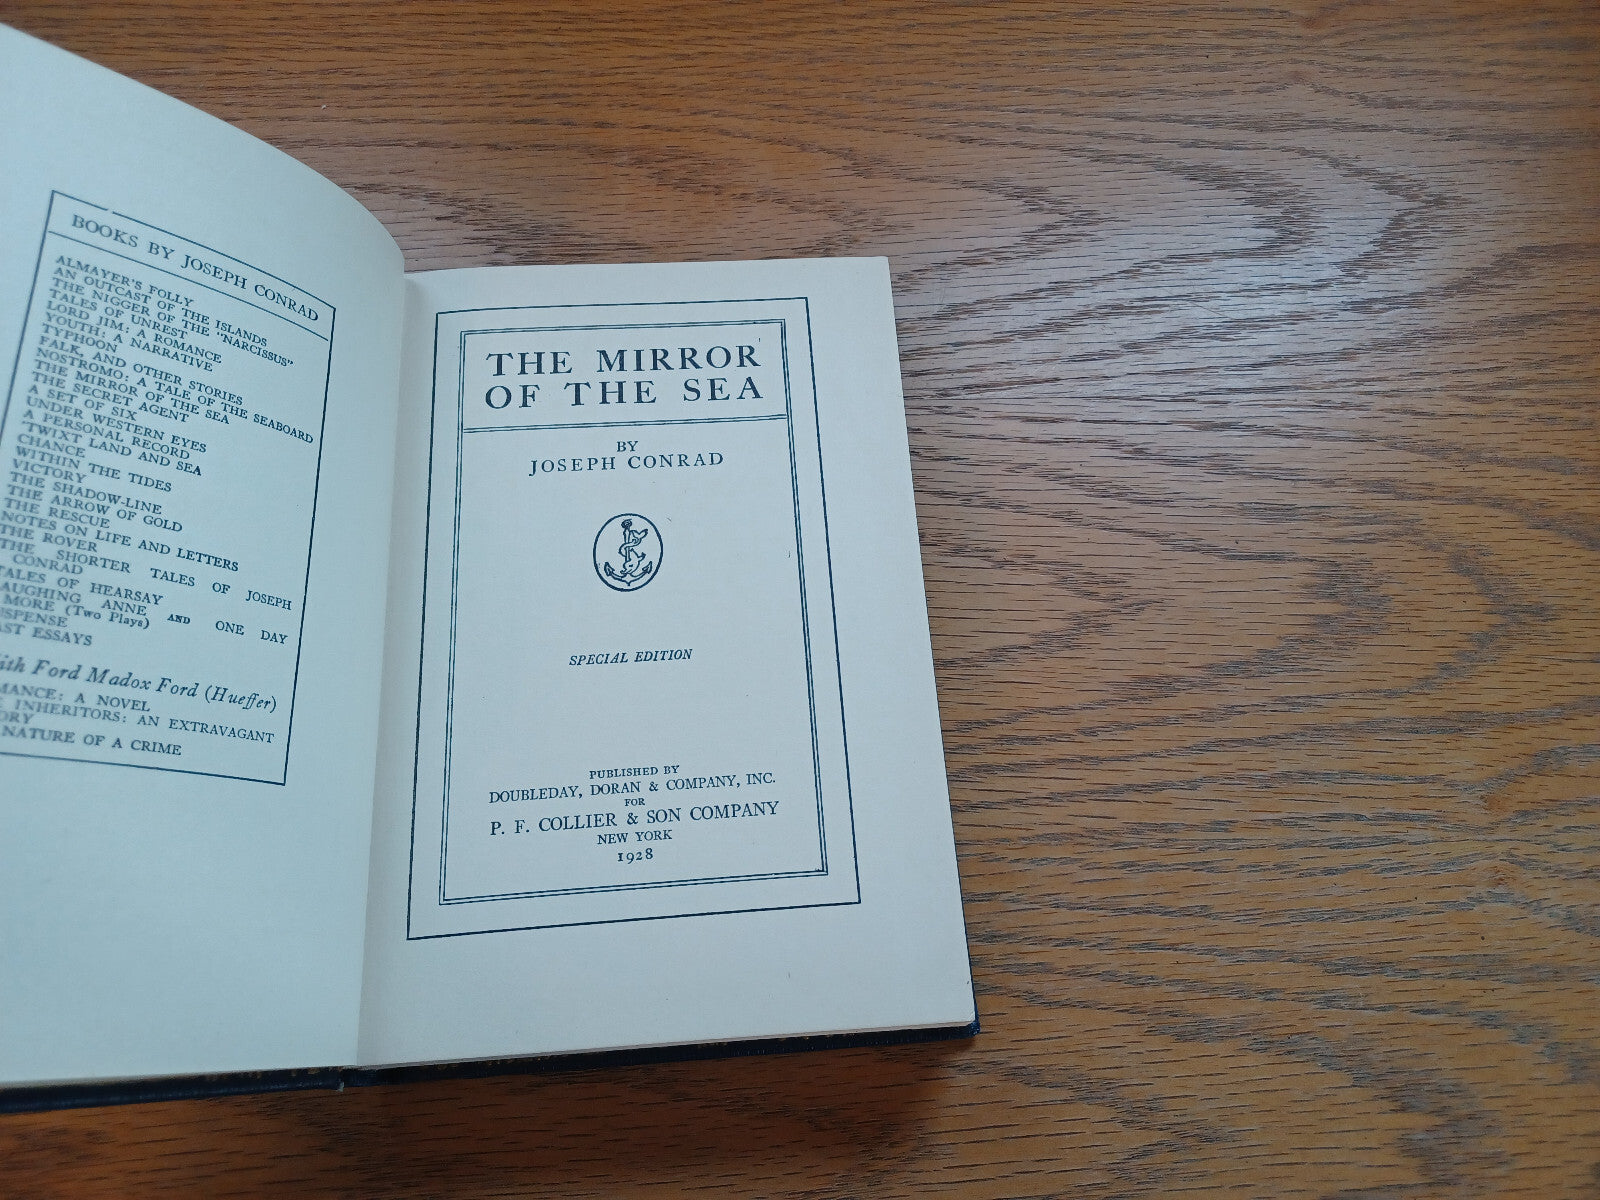 BOOKS BY JOSEPH CONRAD
ALMAYER'S FOLLY
AN OUTCAST OF THE ISLANDS
THE NIGGER OF THE "NARCISSUS"
TALES OF UNREST
LORD JIM: A ROMANCE
YOUTH: A NARRATIVE
TYPHOON
FALK, AND OTHER STORIES
NOSTROMO: A TALE OF THE SEABOARD
THE MIRROR OF THE SEA
THE SECRET AGENT
A SET OF SIX
UNDER WESTERN EYES
A PERSONAL RECORD
'TWIXT LAND AND SEA
CHANCE
WITHIN THE TIDES
VICTORY
THE SHADOW-LINE
THE ARROW OF GOLD
THE RESCUE
NOTES ON LIFE AND LETTERS
THE ROVER
THE SHORTER TALES OF JOSEPH
CONRAD
TALES OF HEARSAY
AUGHING ANNE AND ONE DAY
MORE (Two Plays)
USPENSE
AST ESSAYS
ith Ford Madox Ford (Hueffer)
MANCE: A NOVEL
E INHERITORS: AN EXTRAVAGANT
ORY
NATURE OF A CRIME
THE MIRROR
OF THE SEA
BY
JOSEPH CONRAD
SPECIAL EDITION
PUBLISHED BY
DOUBLEDAY, DORAN & COMPANY, INC.
FOR
P. F. COLLIER & SON COMPANY
NEW YORK
1928